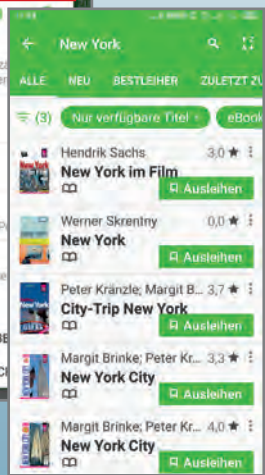 New York
ALLE NEU BESTLEIHER ZULETZT ZU
(3) Nur verfügbare Titel eBook
Hendrik Sachs 3,0 ★
New York im Film
Ausleihen
Werner Skrentny 0,0 ★
New York
Ausleihen
Peter Kränzle; Margit B... 3,7 ★
City-Trip New York
Ausleihen
Margit Brinke; Peter Kr... 3,3 ★
New York City
Ausleihen
Margit Brinke; Peter Kr... 4,0 ★
New York City
Ausleihen